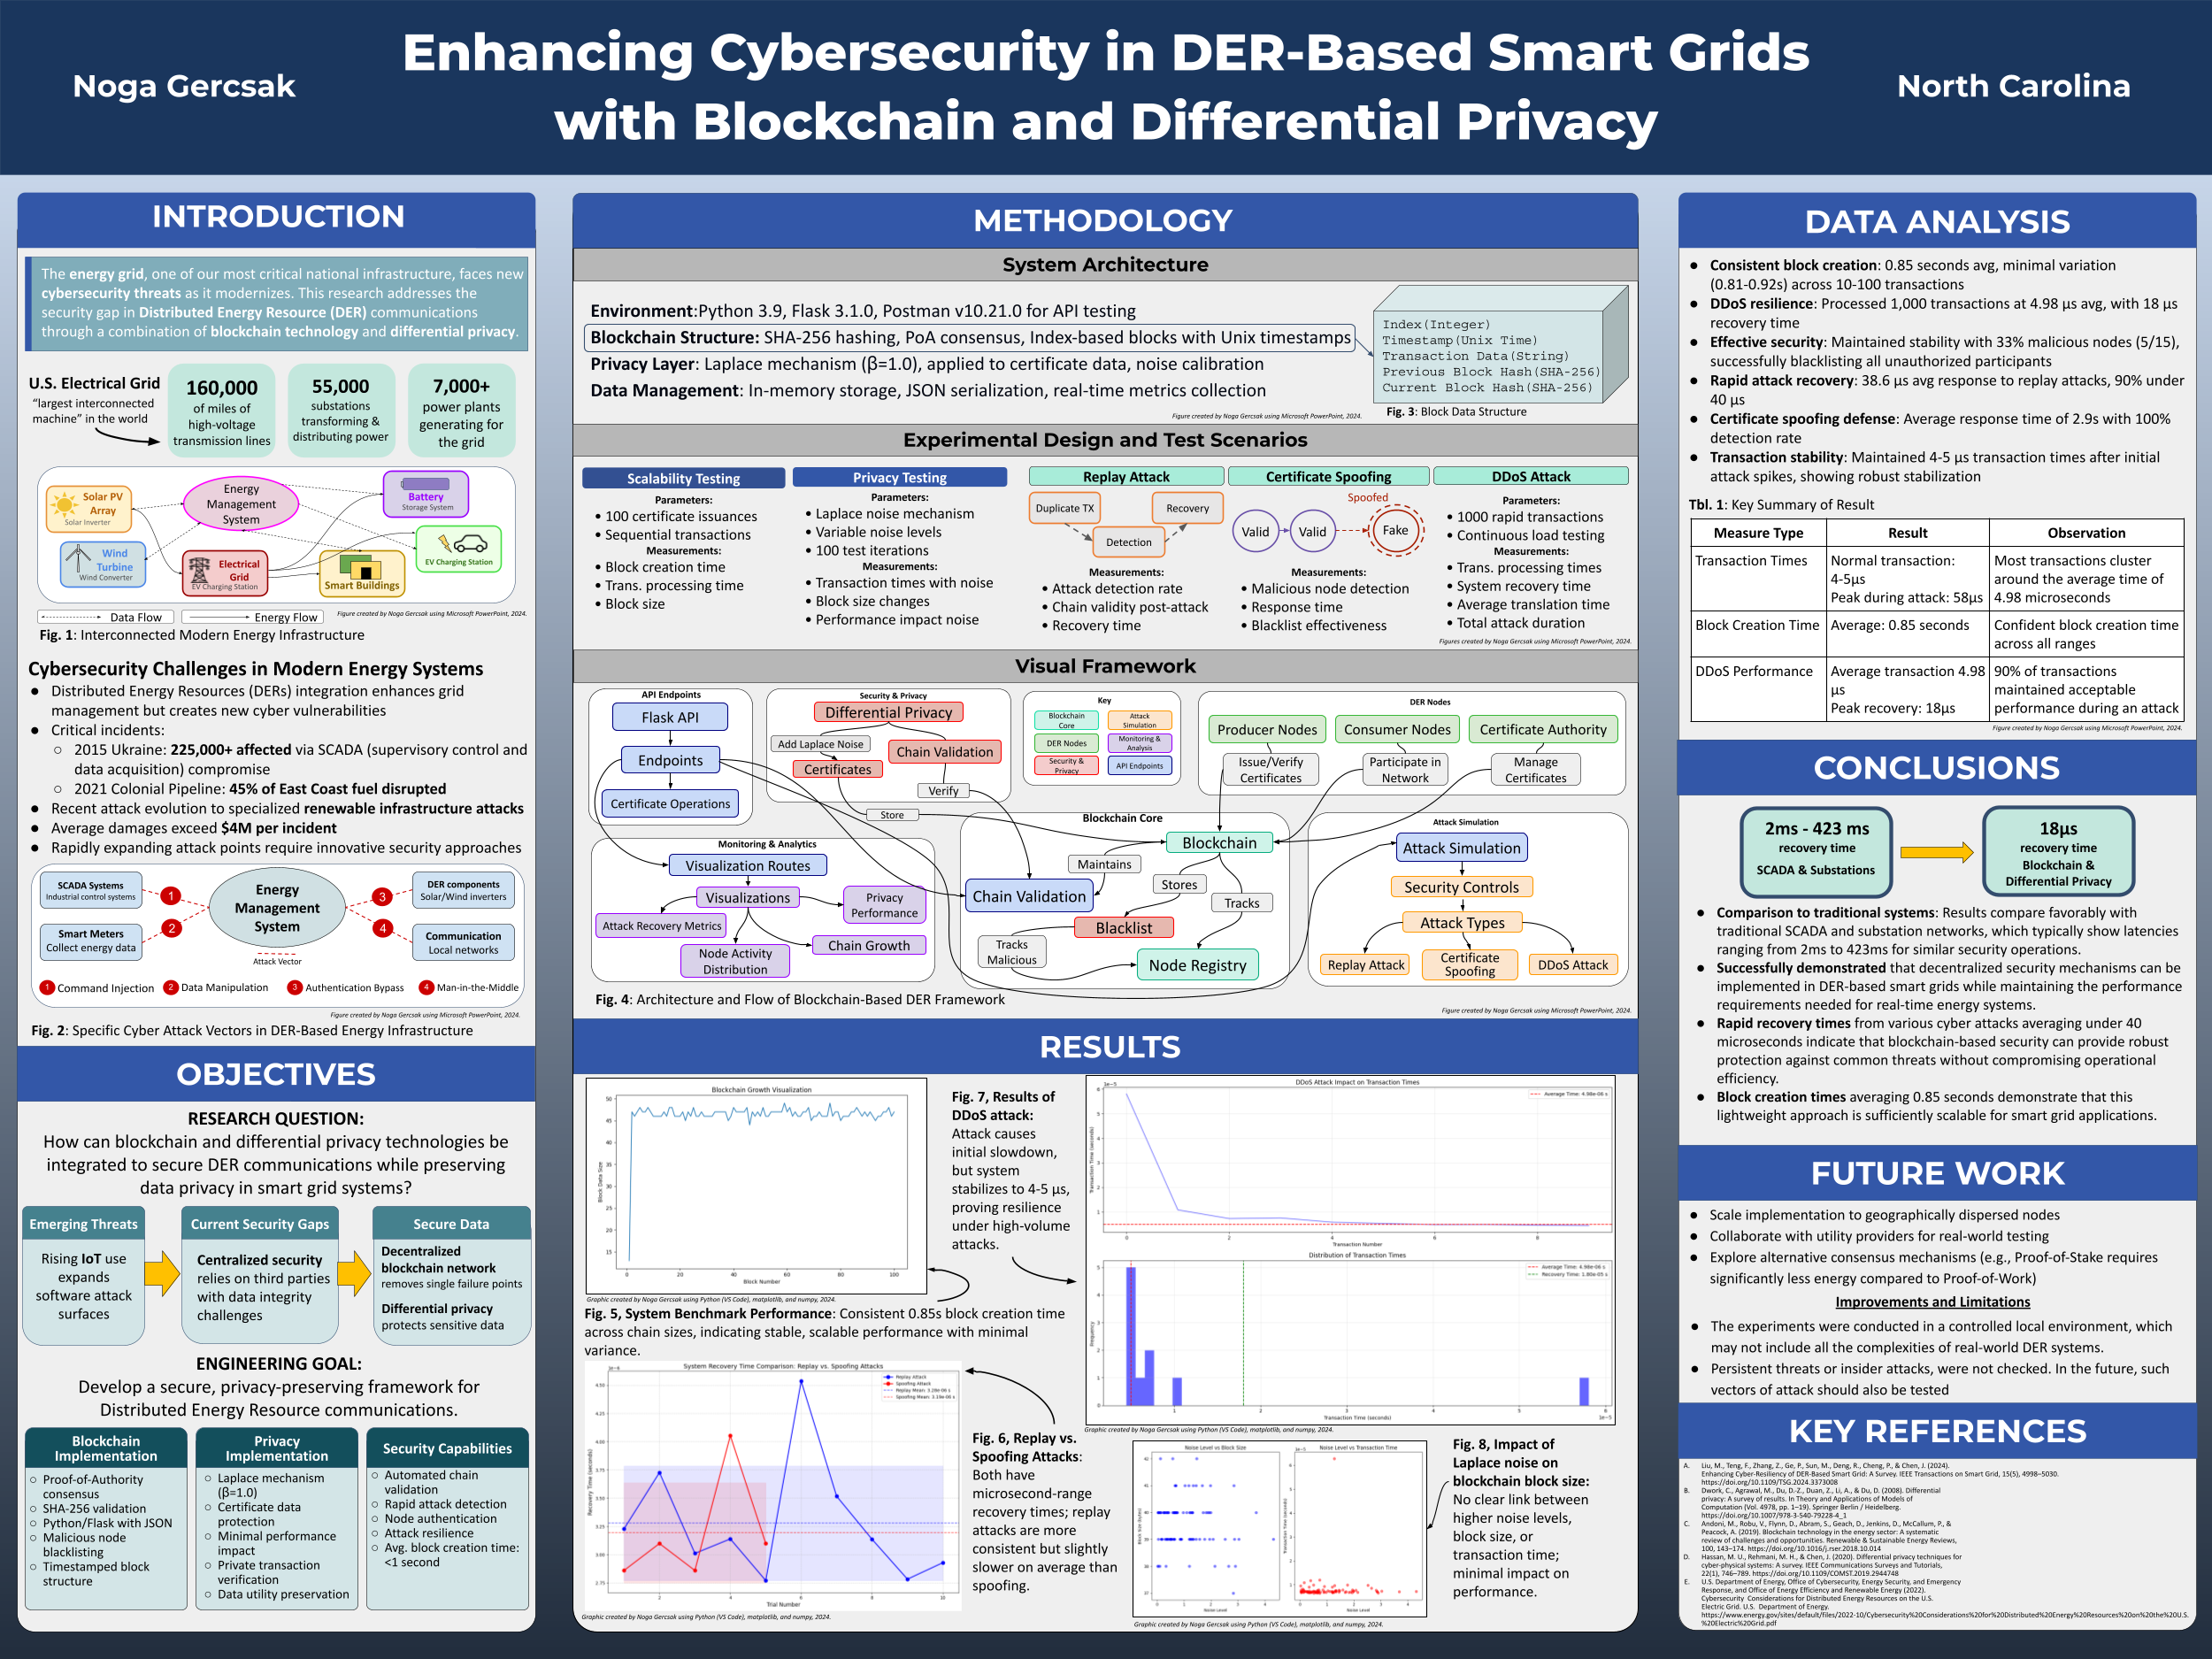 Noga Gercsak
Enhancing Cybersecurity in DER-Based Smart Grids
with Blockchain and Differential Privacy
North Carolina
INTRODUCTION
The energy grid, one of our most critical national infrastructure, faces new
cybersecurity threats as it modernizes. This research addresses the
security gap in Distributed Energy Resource (DER) communications
through a combination of blockchain technology and differential privacy.
U.S. Electrical Grid
“largest interconnected
machine” in the world
160,000
of miles of
high-voltage
transmission lines
55,000
substations
transforming &
distributing power
7,000+
power plants
generating for
the grid
Solar PV
Array
Solar Inverter
Energy
Management
System
Battery
Storage System
Wind
Turbine
Wind Converter
Electrical
Grid
EV Charging Station
Smart Buildings
EV Charging Station
Data Flow
Energy Flow
Figure created by Noga Gercsak using Microsoft PowerPoint, 2024.
Fig. 1: Interconnected Modern Energy Infrastructure
Cybersecurity Challenges in Modern Energy Systems
● Distributed Energy Resources (DERs) integration enhances grid
management but creates new cyber vulnerabilities
● Critical incidents:
○ 2015 Ukraine: 225,000+ affected via SCADA (supervisory control and
data acquisition) compromise
○ 2021 Colonial Pipeline: 45% of East Coast fuel disrupted
● Recent attack evolution to specialized renewable infrastructure attacks
● Average damages exceed $4M per incident
● Rapidly expanding attack points require innovative security approaches
SCADA Systems
Industrial control systems
Smart Meters
Collect energy data
1
2
Energy
Management
System
3
4
DER components
Solar/Wind inverters
Communication
Local networks
Attack Vector
1 Command Injection
2 Data Manipulation
3 Authentication Bypass
4 Man-in-the-Middle
Figure created by Noga Gercsak using Microsoft PowerPoint, 2024.
Fig. 2: Specific Cyber Attack Vectors in DER-Based Energy Infrastructure
OBJECTIVES
RESEARCH QUESTION:
How can blockchain and differential privacy technologies be
integrated to secure DER communications while preserving
data privacy in smart grid systems?
Emerging Threats
Rising IoT use
expands
software attack
surfaces
Current Security Gaps
Centralized security
relies on third parties
with data integrity
challenges
Secure Data
Decentralized
blockchain network
removes single failure points
Differential privacy
protects sensitive data
ENGINEERING GOAL:
Develop a secure, privacy-preserving framework for
Distributed Energy Resource communications.
Blockchain
Implementation
○ Proof-of-Authority
consensus
○ SHA-256 validation
○ Python/Flask with JSON
○ Malicious node
blacklisting
○ Timestamped block
structure
Privacy
Implementation
○ Laplace mechanism
(β=1.0)
○ Certificate data
protection
○ Minimal performance
impact
○ Private transaction
verification
○ Data utility preservation
Security Capabilities
○ Automated chain
validation
○ Rapid attack detection
○ Node authentication
○ Attack resilience
○ Avg. block creation time:
<1 second
METHODOLOGY
System Architecture
Environment:Python 3.9, Flask 3.1.0, Postman v10.21.0 for API testing
Blockchain Structure: SHA-256 hashing, PoA consensus, Index-based blocks with Unix timestamps
Privacy Layer: Laplace mechanism (β=1.0), applied to certificate data, noise calibration
Data Management: In-memory storage, JSON serialization, real-time metrics collection
Index(Integer)
Timestamp(Unix Time)
Transaction Data(String)
Previous Block Hash(SHA-256)
Current Block Hash(SHA-256)
Figure created by Noga Gercsak using Microsoft PowerPoint, 2024.
Fig. 3: Block Data Structure
Experimental Design and Test Scenarios
Scalability Testing
Parameters:
• 100 certificate issuances
• Sequential transactions
Measurements:
• Block creation time
• Trans. processing time
• Block size
Privacy Testing
Parameters:
• Laplace noise mechanism
• Variable noise levels
• 100 test iterations
Measurements:
• Transaction times with noise
• Block size changes
• Performance impact noise
Replay Attack
Duplicate TX
Recovery
Detection
Measurements:
• Attack detection rate
• Chain validity post-attack
• Recovery time
Certificate Spoofing
Spoofed
Valid
Valid
Fake
Measurements:
• Malicious node detection
• Response time
• Blacklist effectiveness
DDoS Attack
Parameters:
• 1000 rapid transactions
• Continuous load testing
Measurements:
• Trans. processing times
• System recovery time
• Average translation time
• Total attack duration
Figures created by Noga Gercsak using Microsoft PowerPoint, 2024.
Visual Framework
API Endpoints
Flask API
Endpoints
Certificate Operations
Security & Privacy
Differential Privacy
Add Laplace Noise
Chain Validation
Certificates
Verify
Store
Key
Blockchain
Core
Attack
Simulation
DER Nodes
Monitoring &
Analysis
Security &
Privacy
API Endpoints
DER Nodes
Producer Nodes
Consumer Nodes
Certificate Authority
Issue/Verify
Certificates
Participate in
Network
Manage
Certificates
Monitoring & Analytics
Visualization Routes
Visualizations
Privacy
Performance
Attack Recovery Metrics
Chain Growth
Node Activity
Distribution
Blockchain Core
Blockchain
Maintains
Chain Validation
Stores
Tracks
Blacklist
Tracks
Malicious
Node Registry
Attack Simulation
Attack Simulation
Security Controls
Attack Types
Replay Attack
Certificate
Spoofing
DDoS Attack
Fig. 4: Architecture and Flow of Blockchain-Based DER Framework
Figure created by Noga Gercsak using Microsoft PowerPoint, 2024.
RESULTS
Blockchain Growth Visualization
Block Data Size
50
45
40
35
30
25
20
15
0
20
40
60
80
100
Block Number
Graphic created by Noga Gercsak using Python (VS Code), matplotlib, and numpy, 2024.
Fig. 5, System Benchmark Performance: Consistent 0.85s block creation time
across chain sizes, indicating stable, scalable performance with minimal
variance.
Fig. 7, Results of
DDoS attack:
Attack causes
initial slowdown,
but system
stabilizes to 4-5 µs,
proving resilience
under high-volume
attacks.
DDoS Attack Impact on Transaction Times
1e-5
Average Time: 4.98e-06 s
Transaction Time (seconds)
6
5
4
3
2
1
0
2
4
6
8
Transaction Number
Distribution of Transaction Times
Average Time: 4.98e-06 s
Recovery Time: 1.80e-05 s
Frequency
5
4
3
2
1
0
1
2
3
4
5
6
1e-5
Transaction Time (seconds)
Graphic created by Noga Gercsak using Python (VS Code), matplotlib, and numpy, 2024.
System Recovery Time Comparison: Replay vs. Spoofing Attacks
1e-6
Replay Attack
Spoofing Attack
Replay Mean: 3.28e-06 s
Spoofing Mean: 3.19e-06 s
Recovery Time (seconds)
4.50
4.25
3.75
3.50
3.25
3.00
2.75
2
4
6
8
10
Trial Number
Graphic created by Noga Gercsak using Python (VS Code), matplotlib, and numpy, 2024.
Fig. 6, Replay vs.
Spoofing Attacks:
Both have
microsecond-range
recovery times; replay
attacks are more
consistent but slightly
slower on average than
spoofing.
Noise Level vs Block Size
Block Size (bytes)
Noise Level
Noise Level vs Transaction Time
Transaction Time (seconds)
Noise Level
Graphic created by Noga Gercsak using Python (VS Code), matplotlib, and numpy, 2024.
Fig. 8, Impact of
Laplace noise on
blockchain block size:
No clear link between
higher noise levels,
block size, or
transaction time;
minimal impact on
performance.
DATA ANALYSIS
● Consistent block creation: 0.85 seconds avg, minimal variation
(0.81-0.92s) across 10-100 transactions
● DDoS resilience: Processed 1,000 transactions at 4.98 µs avg, with 18 µs
recovery time
● Effective security: Maintained stability with 33% malicious nodes (5/15),
successfully blacklisting all unauthorized participants
● Rapid attack recovery: 38.6 µs avg response to replay attacks, 90% under
40 µs
● Certificate spoofing defense: Average response time of 2.9s with 100%
detection rate
● Transaction stability: Maintained 4-5 µs transaction times after initial
attack spikes, showing robust stabilization
Tbl. 1: Key Summary of Result
Measure Type
Result
Observation
Transaction Times
Normal transaction:
4-5µs
Peak during attack: 58µs
Most transactions cluster
around the average time of
4.98 microseconds
Block Creation Time
Average: 0.85 seconds
Confident block creation time
across all ranges
DDoS Performance
Average transaction 4.98
µs
Peak recovery: 18µs
90% of transactions
maintained acceptable
performance during an attack
Figure created by Noga Gercsak using Microsoft PowerPoint, 2024.
CONCLUSIONS
2ms - 423 ms
recovery time
SCADA & Substations
18µs
recovery time
Blockchain &
Differential Privacy
● Comparison to traditional systems: Results compare favorably with
traditional SCADA and substation networks, which typically show latencies
ranging from 2ms to 423ms for similar security operations.
● Successfully demonstrated that decentralized security mechanisms can be
implemented in DER-based smart grids while maintaining the performance
requirements needed for real-time energy systems.
● Rapid recovery times from various cyber attacks averaging under 40
microseconds indicate that blockchain-based security can provide robust
protection against common threats without compromising operational
efficiency.
● Block creation times averaging 0.85 seconds demonstrate that this
lightweight approach is sufficiently scalable for smart grid applications.
FUTURE WORK
● Scale implementation to geographically dispersed nodes
● Collaborate with utility providers for real-world testing
● Explore alternative consensus mechanisms (e.g., Proof-of-Stake requires
significantly less energy compared to Proof-of-Work)
Improvements and Limitations
● The experiments were conducted in a controlled local environment, which
may not include all the complexities of real-world DER systems.
● Persistent threats or insider attacks, were not checked. In the future, such
vectors of attack should also be tested
KEY REFERENCES
A. Liu, M., Teng, F., Zhang, Z., Ge, P., Sun, M., Deng, R., Cheng, P., & Chen, J. (2024).
Enhancing Cyber-Resiliency of DER-Based Smart Grid: A Survey. IEEE Transactions on Smart Grid, 15(5), 4998–5030.
https://doi.org/10.1109/TSG.2024.3373008
B. Dwork, C., Agrawal, M., Du, D.-Z., Duan, Z., Li, A., & Du, D. (2008). Differential
privacy: A survey of results. In Theory and Applications of Models of
Computation (Vol. 4978, pp. 1–19). Springer Berlin / Heidelberg.
https://doi.org/10.1007/978-3-540-79228-4_1
C. Andoni, M., Robu, V., Flynn, D., Abram, S., Geach, D., Jenkins, D., McCallum, P., &
Peacock, A. (2019). Blockchain technology in the energy sector: A systematic
review of challenges and opportunities. Renewable & Sustainable Energy Reviews,
100, 143–174. https://doi.org/10.1016/j.rser.2018.10.014
D. Hassan, M. U., Rehmani, M. H., & Chen, J. (2020). Differential privacy techniques for
cyber-physical systems: A survey. IEEE Communications Surveys and Tutorials,
22(1), 746–789. https://doi.org/10.1109/COMST.2019.2944748
E. U.S. Department of Energy, Office of Cybersecurity, Energy Security, and Emergency
Response, and Office of Energy Efficiency and Renewable Energy (2022).
Cybersecurity Considerations for Distributed Energy Resources on the U.S.
Electric Grid. U.S. Department of Energy.
https://www.energy.gov/sites/default/files/2022-10/Cybersecurity%20Considerations%20for%20Distributed%20Energy%20Resources%20on%20the%20U.S.
%20Electric%20Grid.pdf